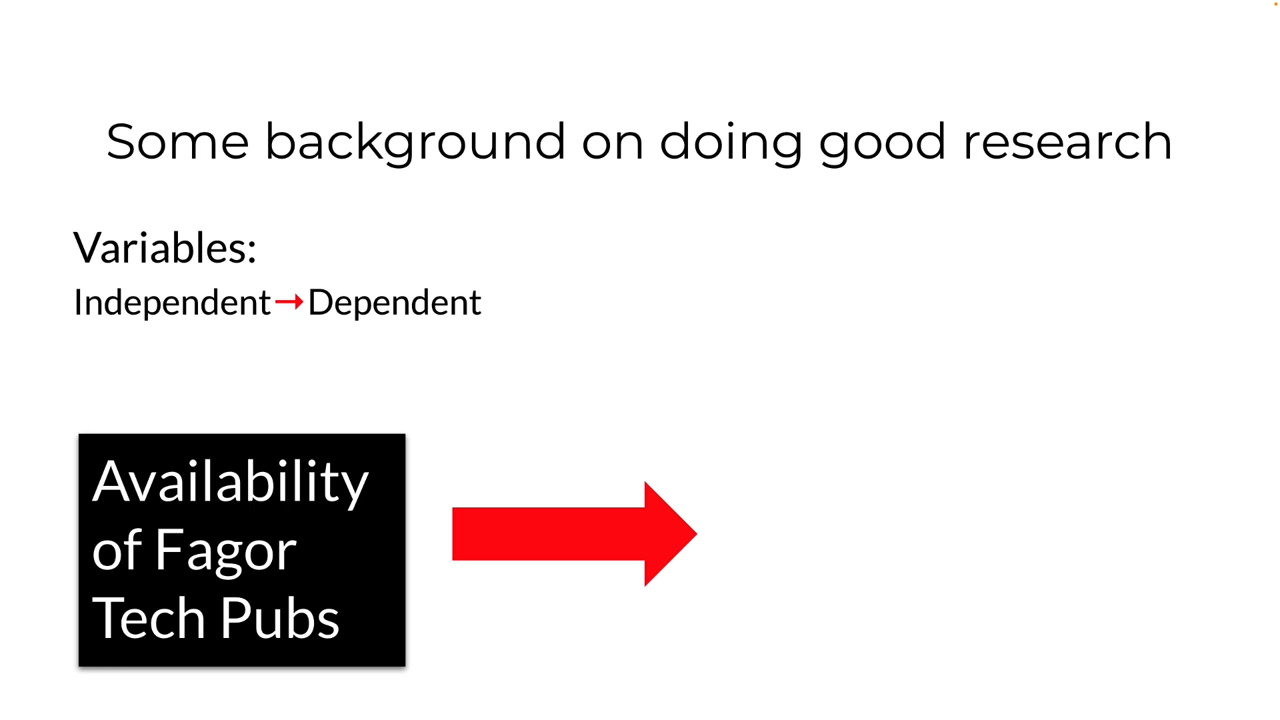 Some background on doing good research
Variables:
Independent→Dependent
Availability
of Fagor
Tech Pubs